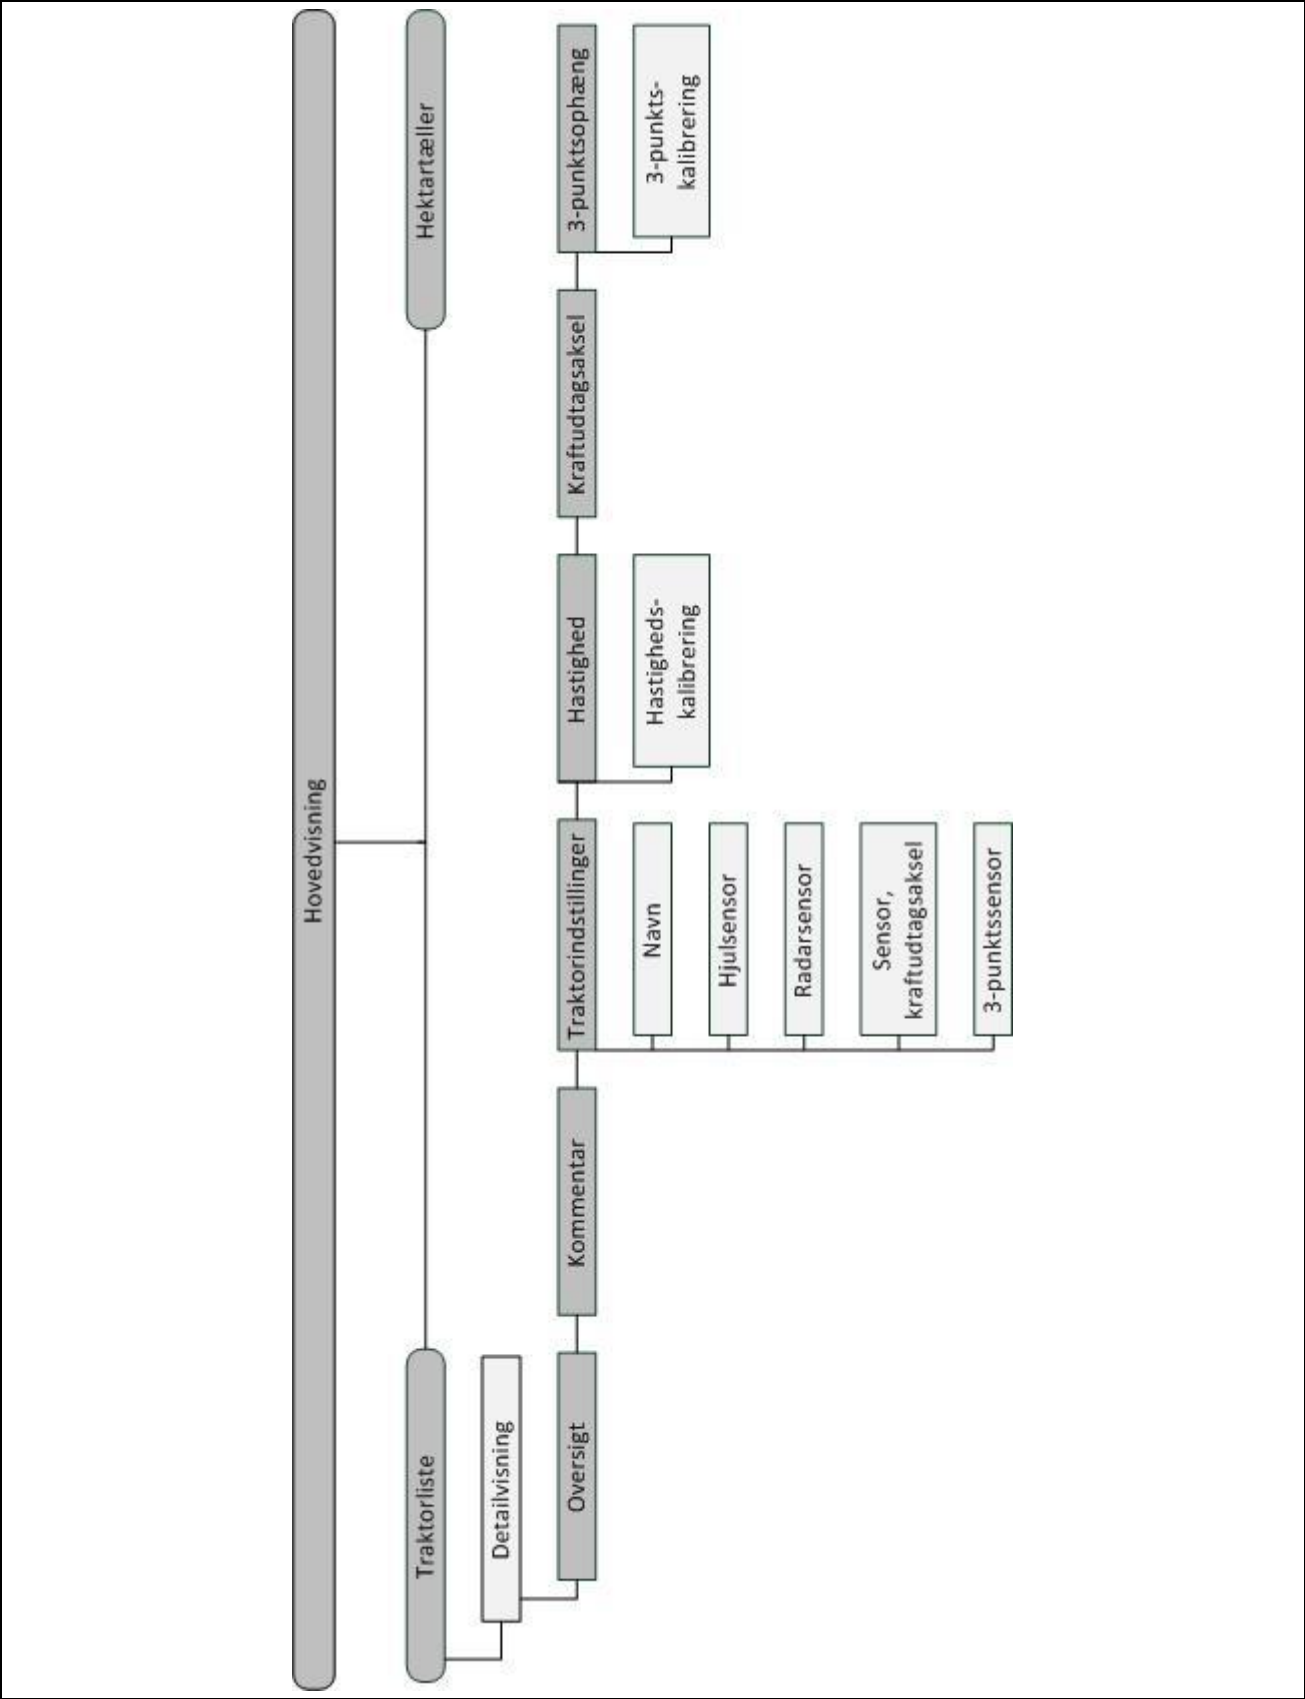 Hovedvisning
Traktorliste
Hektartæller
Detailvisning
Oversigt
Kommentar
Traktorindstillinger
Hastighed
Kraftudtagsaksel
3-punktsophæng
Navn
Hjulsensor
Radarsensor
Sensor,
kraftudtagsaksel
3-punktssensor
Hastigheds-
kalibrering
3-punkts-
kalibrering